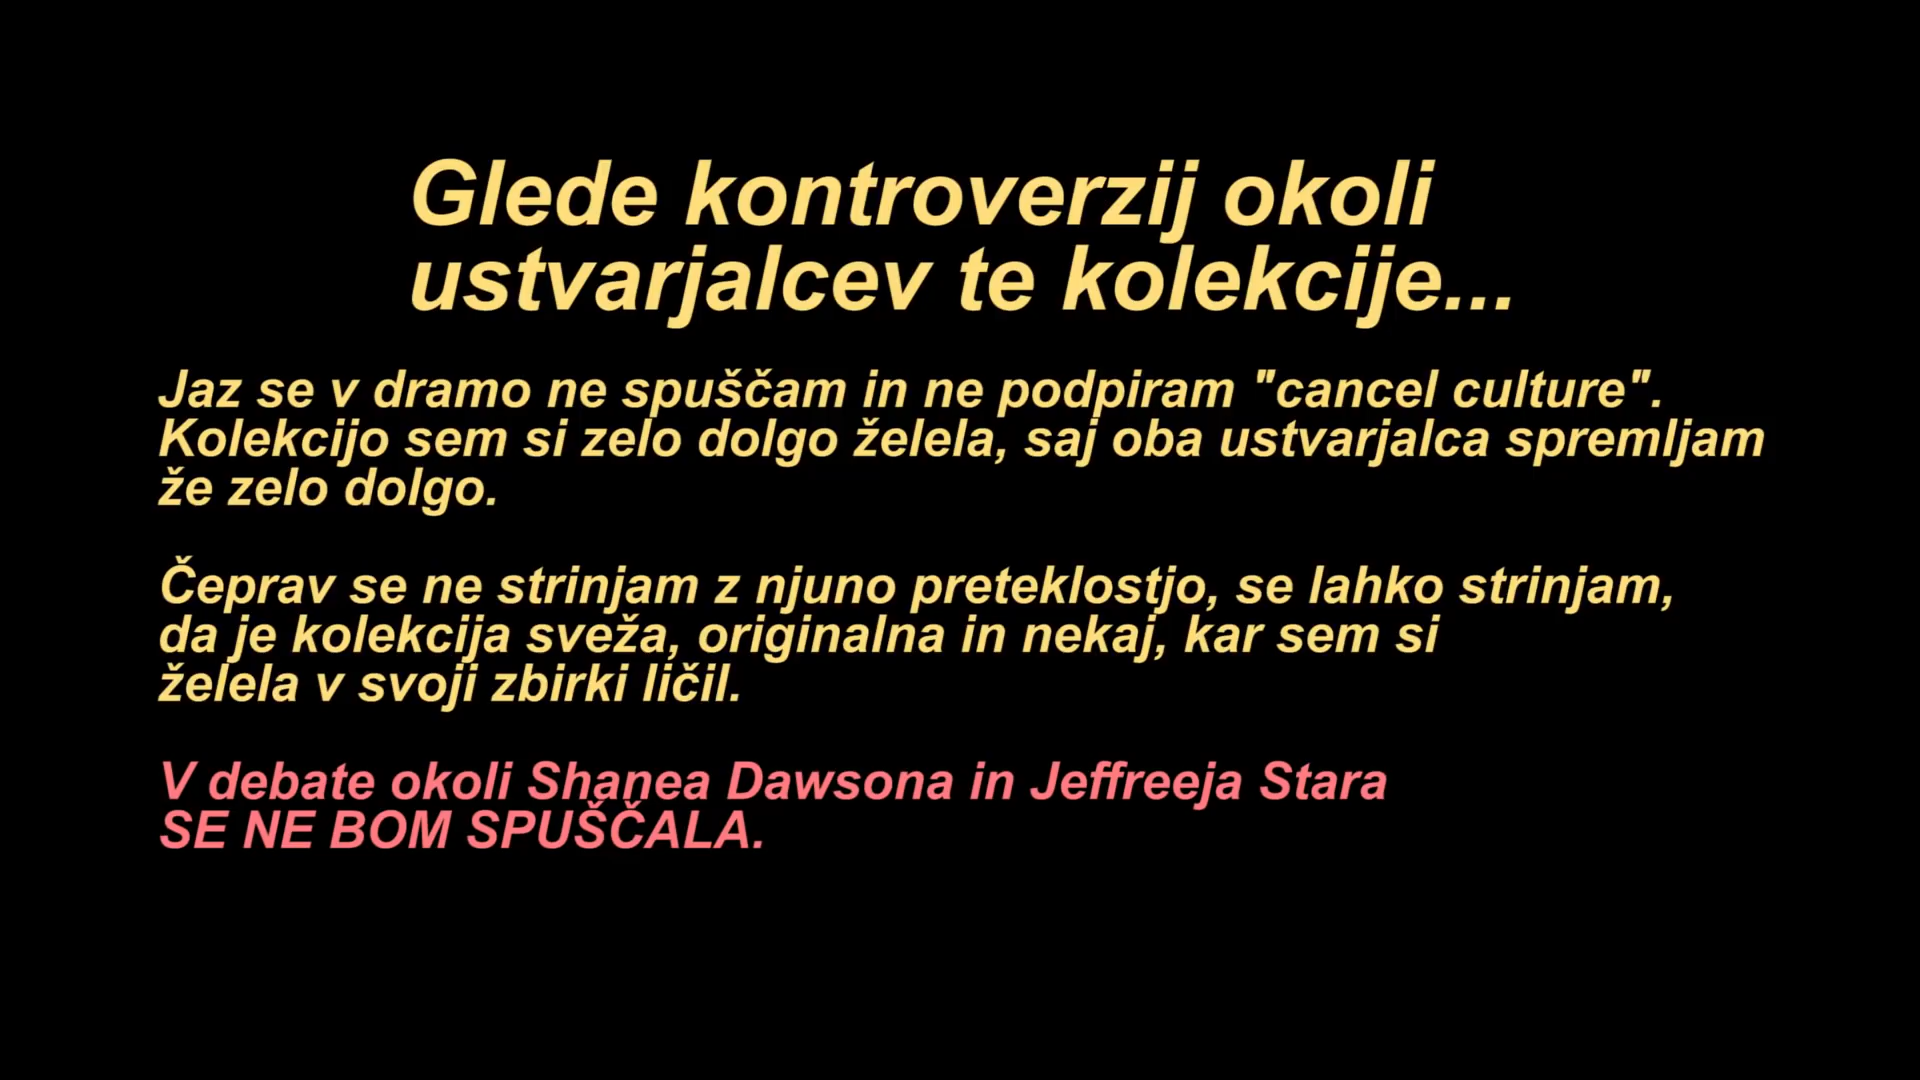 Glede kontroverzij okoli
ustvarjalcev te kolekcije...
Jaz se v dramo ne spuščam in ne podpiram "cancel culture".
Kolekcijo sem si zelo dolgo želela, saj oba ustvarjalca spremljam
že zelo dolgo.
Čeprav se ne strinjam z njuno preteklostjo, se lahko strinjam,
da je kolekcija sveža, originalna in nekaj, kar sem si
želela v svoji zbirki ličil.
V debate okoli Shanea Dawsona in Jeffreeja Stara
SE NE BOM SPUŠČALA.